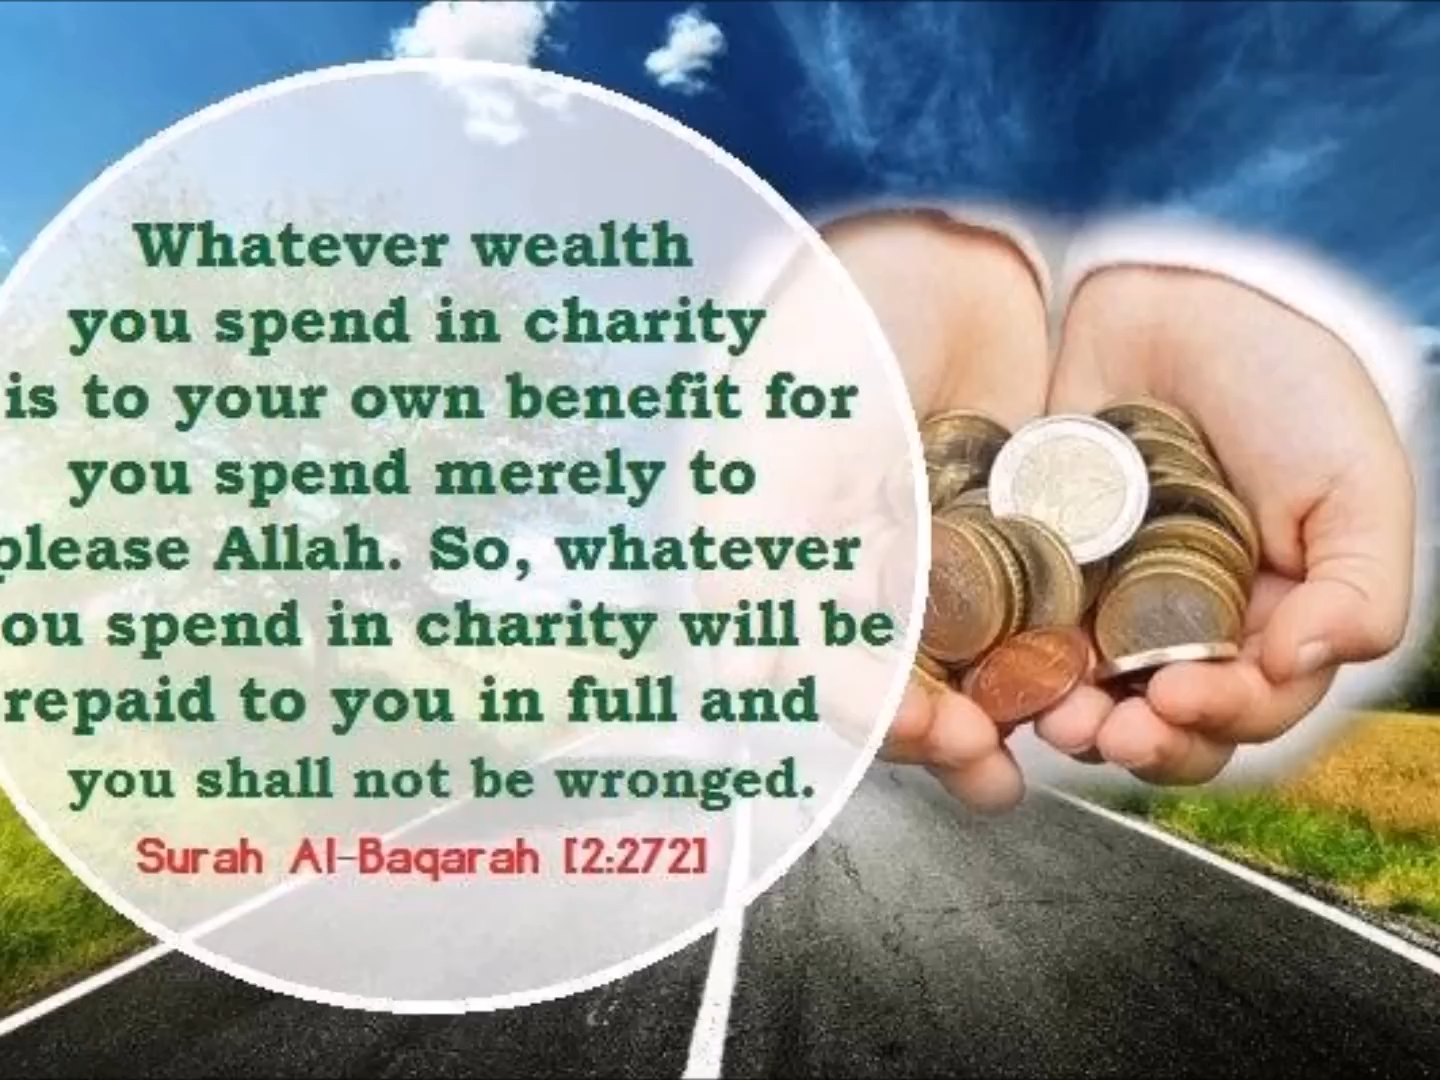 Whatever wealth
you spend in charity
is to your own benefit for
you spend merely to
please Allah. So, whatever
ou spend in charity will be
repaid to you in full and
you shall not be wronged.
Surah Al-Baqarah [2:272]